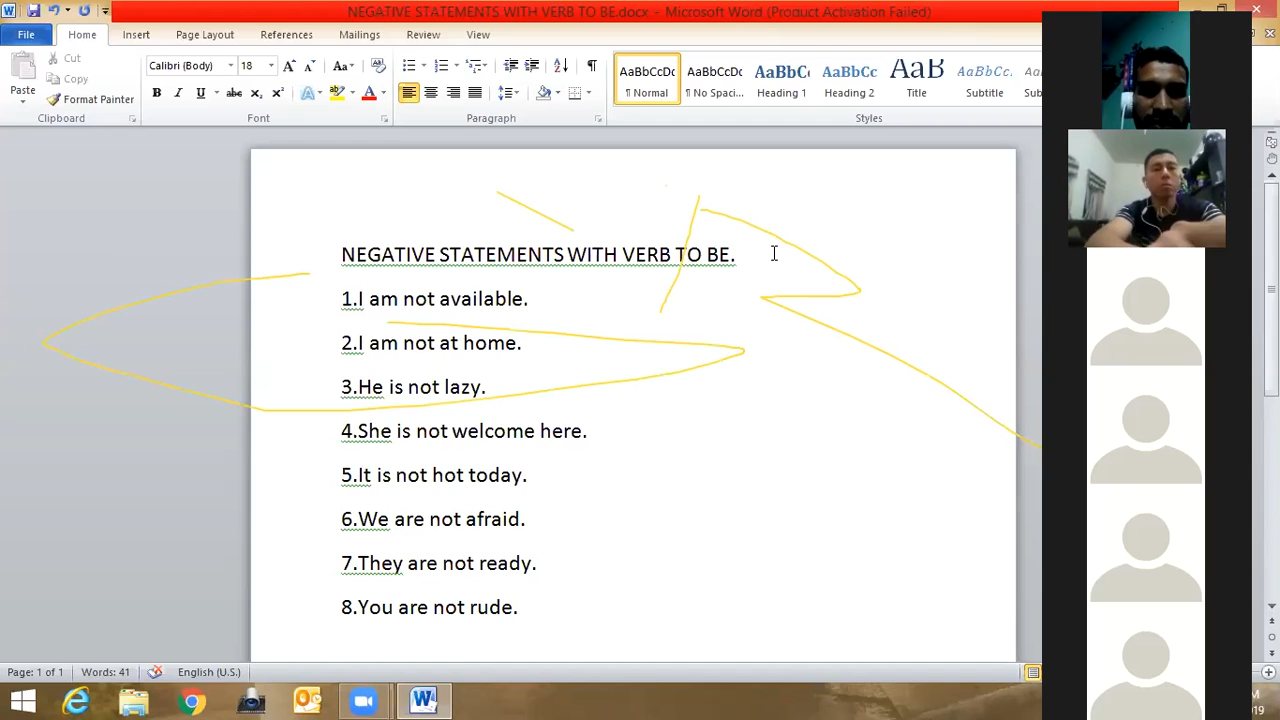 NEGATIVE STATEMENTS WITH VERB TO BE.docx - Microsoft Word (Product Activation Failed)
File Home Insert Page Layout References Mailings Review View
Paste
Cut
Copy
Format Painter
Clipboard
Calibri (Body) 18
Font
Paragraph
AaBbCcDc AaBbCcDc AaBbC AaBbCc AaB AaBbCcL
¶ Normal ¶ No Spaci... Heading 1 Heading 2 Title Subtitle Su
Styles
NEGATIVE STATEMENTS WITH VERB TO BE.
1.I am not available.
2.I am not at home.
3.He is not lazy.
4.She is not welcome here.
5.It is not hot today.
6.We are not afraid.
7.They are not ready.
8.You are not rude.
Page: 1 of 1 Words: 41 English (U.S.)